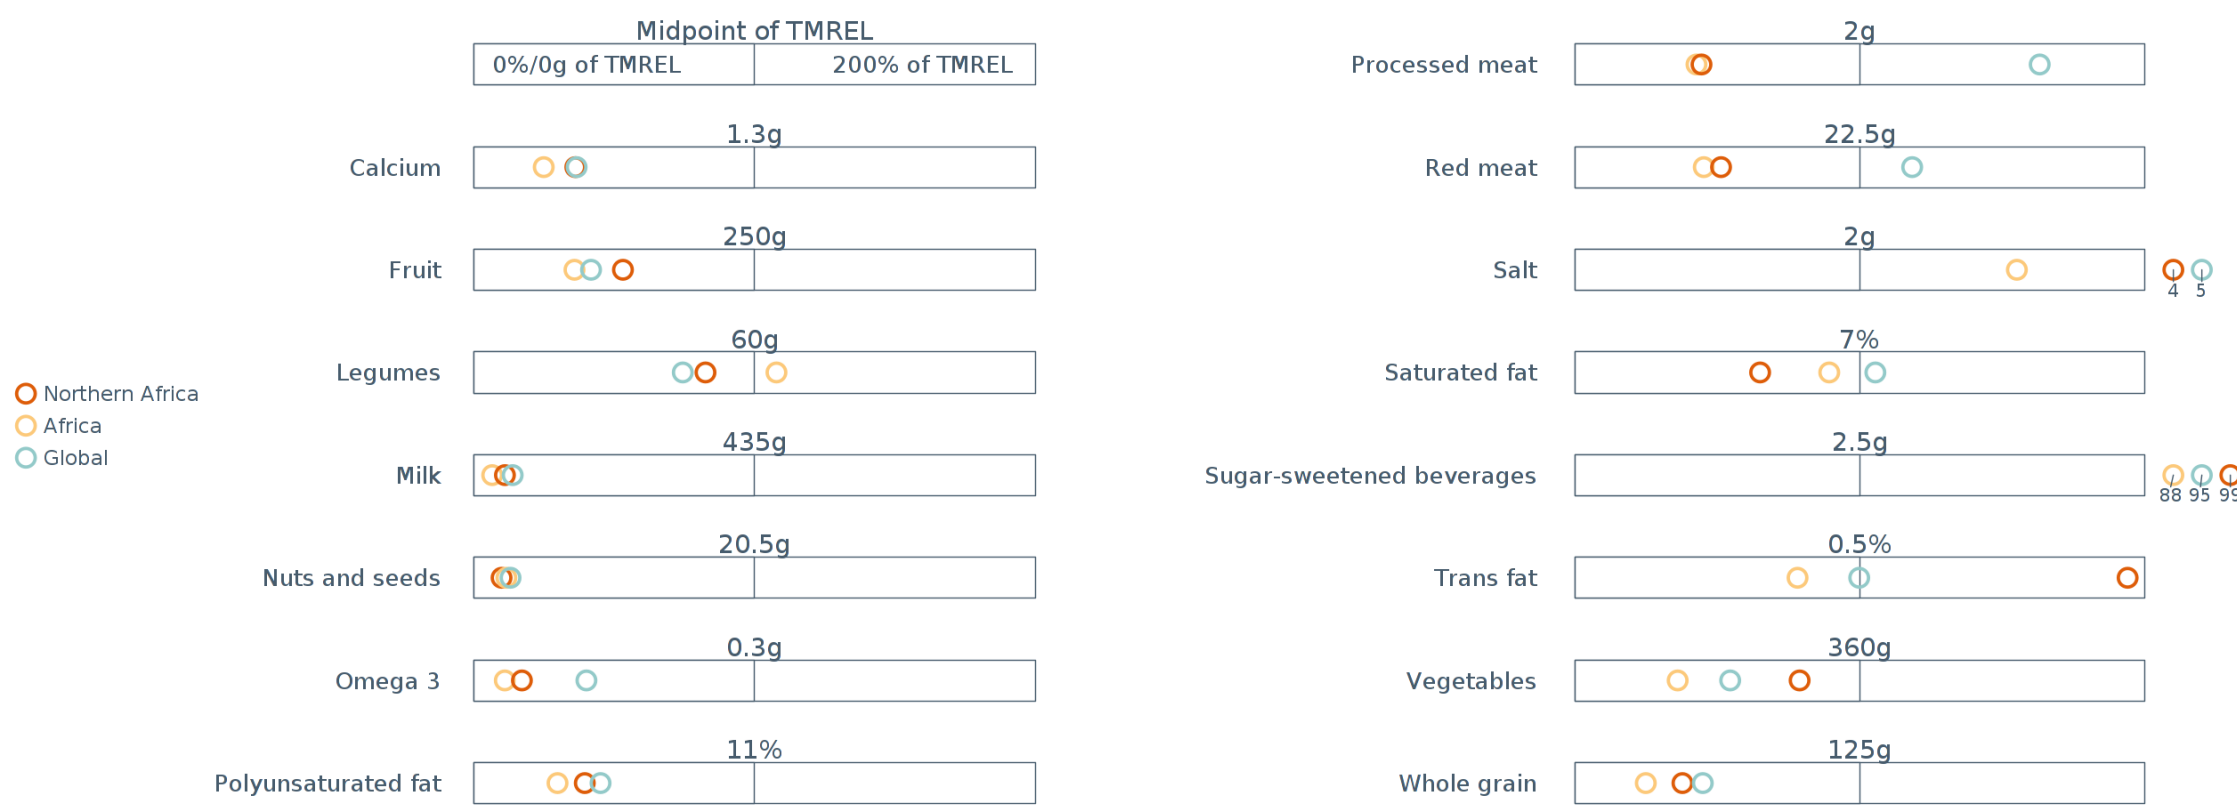 Midpoint of TMREL
0%/0g of TMREL 200% of TMREL
1.3g
Calcium
250g
Fruit
60g
Legumes
435g
Milk
20.5g
Nuts and seeds
0.3g
Omega 3
11%
Polyunsaturated fat
Northern Africa
Africa
Global
2g
Processed meat
22.5g
Red meat
2g
Salt
4 5
7%
Saturated fat
2.5g
Sugar-sweetened beverages
88 95 99
0.5%
Trans fat
360g
Vegetables
125g
Whole grain